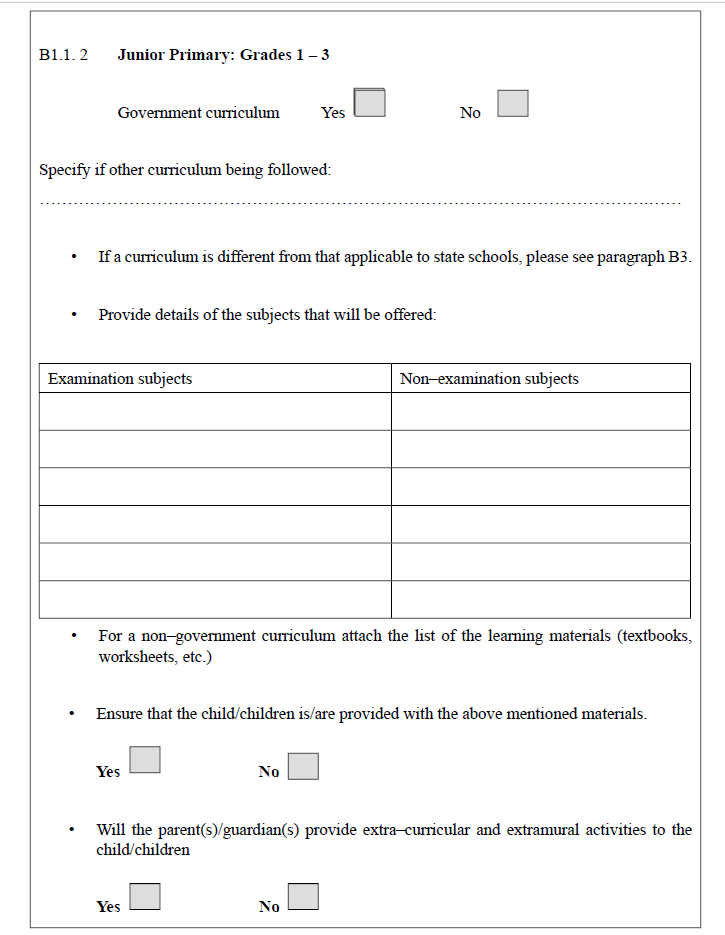 B1.1. 2 Junior Primary: Grades 1 – 3
Government curriculum Yes No
Specify if other curriculum being followed:
....................................................................................................................
• If a curriculum is different from that applicable to state schools, please see paragraph B3.
• Provide details of the subjects that will be offered:
Examination subjects Non–examination subjects
• For a non–government curriculum attach the list of the learning materials (textbooks,
worksheets, etc.)
• Ensure that the child/children is/are provided with the above mentioned materials.
Yes No
• Will the parent(s)/guardian(s) provide extra–curricular and extramural activities to the
child/children
Yes No